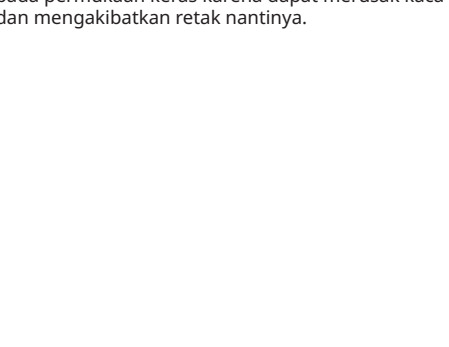 pada permukaan keras karena dapat merusak kaca
dan mengakibatkan retak nantinya.